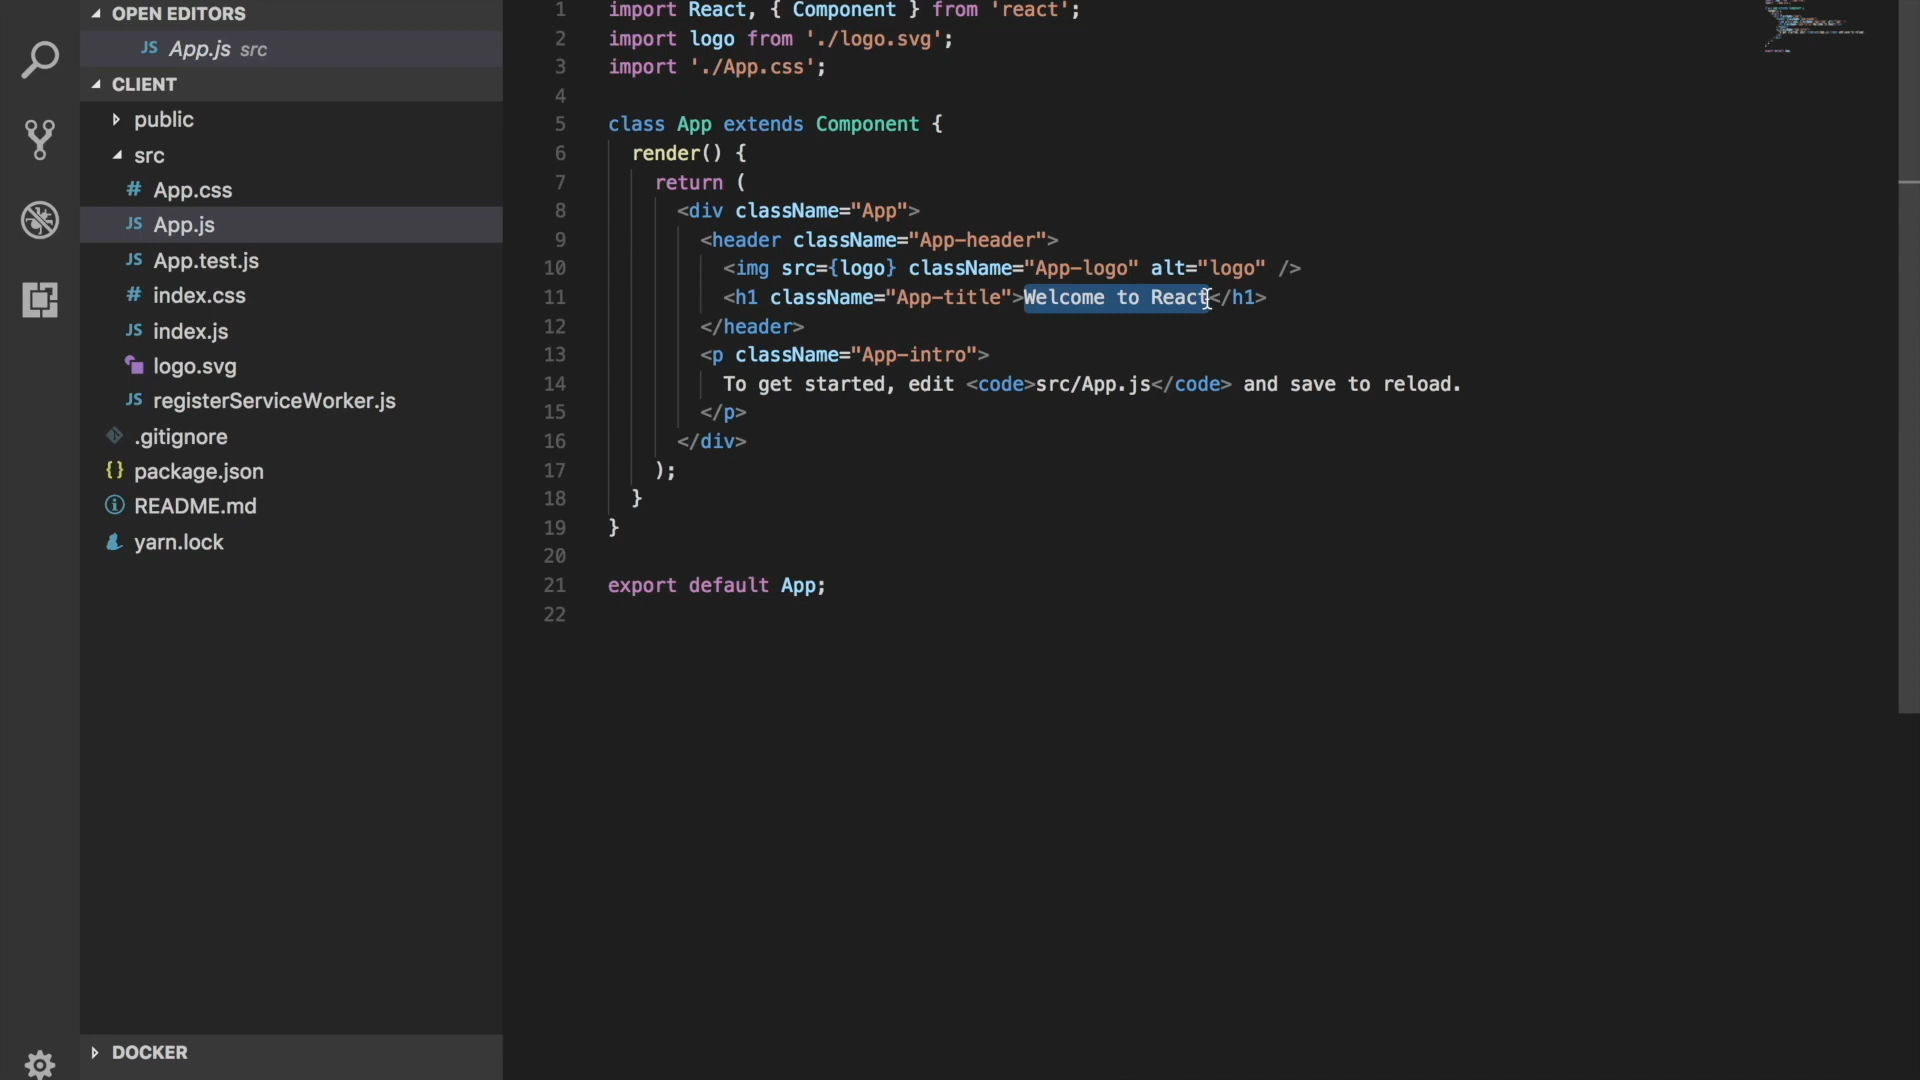 OPEN EDITORS
JS App.js src
CLIENT
public
src
# App.css
JS App.js
JS App.test.js
# index.css
JS index.js
logo.svg
JS registerServiceWorker.js
.gitignore
{} package.json
README.md
yarn.lock
DOCKER
1 import React, { Component } from 'react';
2 import logo from './logo.svg';
3 import './App.css';
4
5 class App extends Component {
6 render() {
7 return (
8 <div className="App">
9 <header className="App-header">
10 <img src={logo} className="App-logo" alt="logo" />
11 <h1 className="App-title">Welcome to React</h1>
12 </header>
13 <p className="App-intro">
14 To get started, edit <code>src/App.js</code> and save to reload.
15 </p>
16 </div>
17 );
18 }
19 }
20
21 export default App;
22